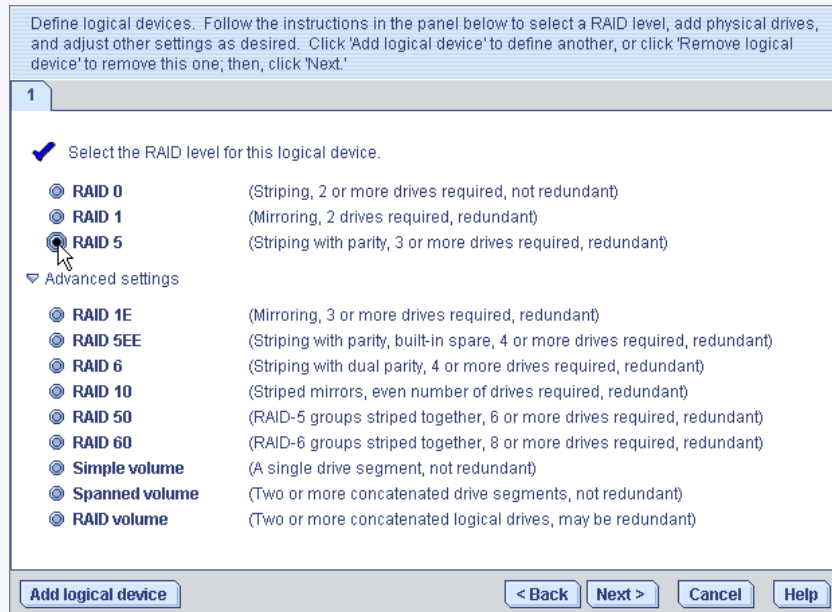 Define logical devices. Follow the instructions in the panel below to select a RAID level, add physical drives,
and adjust other settings as desired. Click 'Add logical device' to define another, or click 'Remove logical
device' to remove this one; then, click 'Next.'
1
Select the RAID level for this logical device.
RAID 0 (Striping, 2 or more drives required, not redundant)
RAID 1 (Mirroring, 2 drives required, redundant)
RAID 5 (Striping with parity, 3 or more drives required, redundant)
Advanced settings
RAID 1E (Mirroring, 3 or more drives required, redundant)
RAID 5EE (Striping with parity, built-in spare, 4 or more drives required, redundant)
RAID 6 (Striping with dual parity, 4 or more drives required, redundant)
RAID 10 (Striped mirrors, even number of drives required, redundant)
RAID 50 (RAID-5 groups striped together, 6 or more drives required, redundant)
RAID 60 (RAID-6 groups striped together, 8 or more drives required, redundant)
Simple volume (A single drive segment, not redundant)
Spanned volume (Two or more concatenated drive segments, not redundant)
RAID volume (Two or more concatenated logical drives, may be redundant)
Add logical device < Back Next > Cancel Help